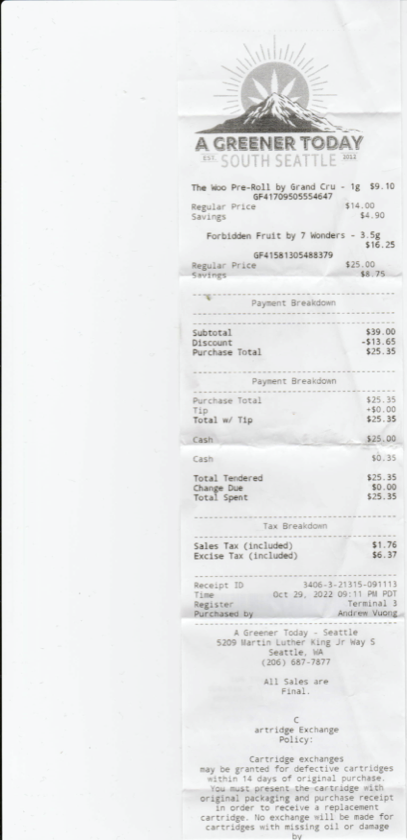 A GREENER TODAY
EST. SOUTH SEATTLE 2013
The Woo Pre-Roll by Grand Cru - 1g $9.10
GF41709505554647
Regular Price $14.00
Savings $4.90
Forbidden Fruit by 7 Wonders - 3.5g
$16.25
GF41581305488379
Regular Price $25.00
Savings $8.75
Payment Breakdown
Subtotal $39.00
Discount -$13.65
Purchase Total $25.35
Payment Breakdown
Purchase Total $25.35
Tip +$0.00
Total w/ Tip $25.35
Cash $25.00
Cash $0.35
Total Tendered $25.35
Change Due $0.00
Total Spent $25.35
Tax Breakdown
Sales Tax (included) $1.76
Excise Tax (included) $6.37
Receipt ID 3406-3-21315-091113
Time Oct 29, 2022 09:11 PM PDT
Register Terminal 3
Purchased by Andrew Vuong
A Greener Today - Seattle
5209 Martin Luther King Jr Way S
Seattle, WA
(206) 687-7877
All Sales are
Final.
C
artridge Exchange
Policy:
Cartridge exchanges
may be granted for defective cartridges
within 14 days of original purchase.
You must present the cartridge with
original packaging and purchase receipt
in order to receive a replacement
cartridge. No exchange will be made for
cartridges with missing oil or damage
by